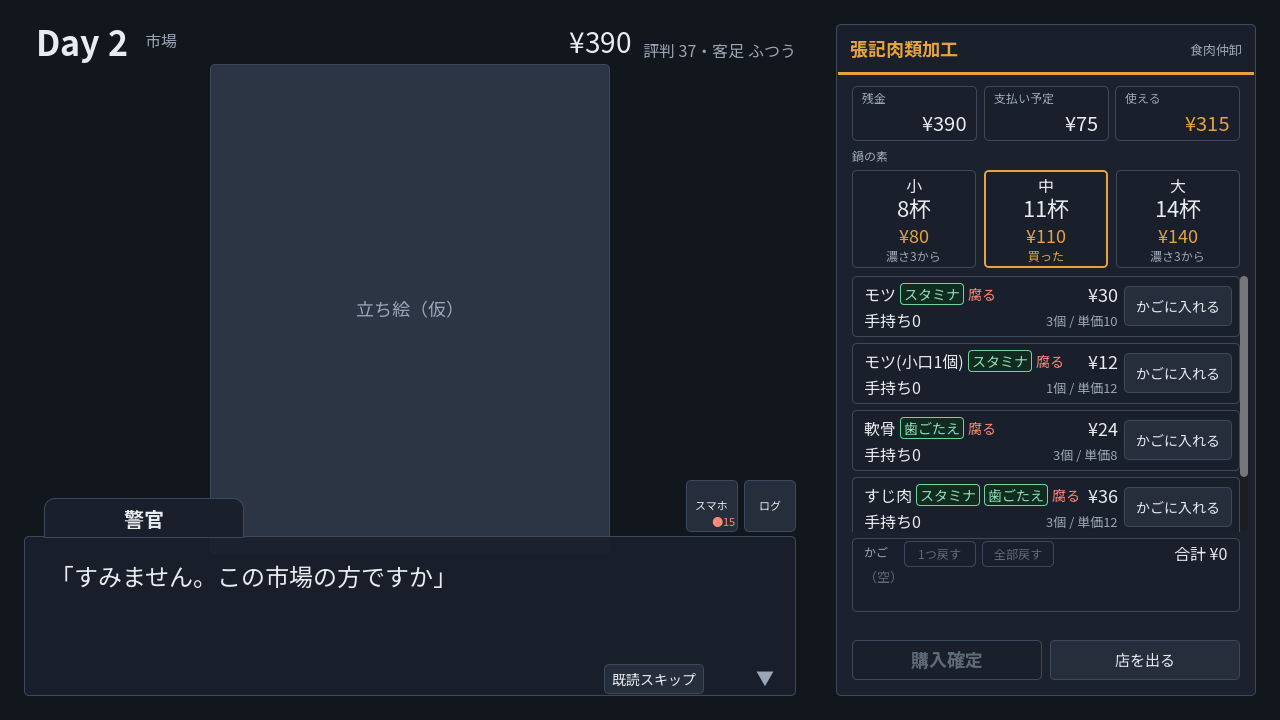 Day 2 市場
¥390 評判 37・客足 ふつう
立ち絵（仮）
スマホ
15
ログ
警官
「すみません。この市場の方ですか」
既読スキップ
▼
張記肉類加工 食肉仲卸
残金 ¥390
支払い予定 ¥75
使える ¥315
鍋の素
小
8杯
¥80
濃さ3から
中
11杯
¥110
買った
大
14杯
¥140
濃さ3から
モツ スタミナ 腐る ¥30 かごに入れる
手持ち0 3個 / 単価10
モツ(小口1個) スタミナ 腐る ¥12 かごに入れる
手持ち0 1個 / 単価12
軟骨 歯ごたえ 腐る ¥24 かごに入れる
手持ち0 3個 / 単価8
すじ肉 スタミナ 歯ごたえ 腐る ¥36 かごに入れる
手持ち0 3個 / 単価12
かご 1つ戻す 全部戻す 合計 ¥0
（空）
購入確定 店を出る